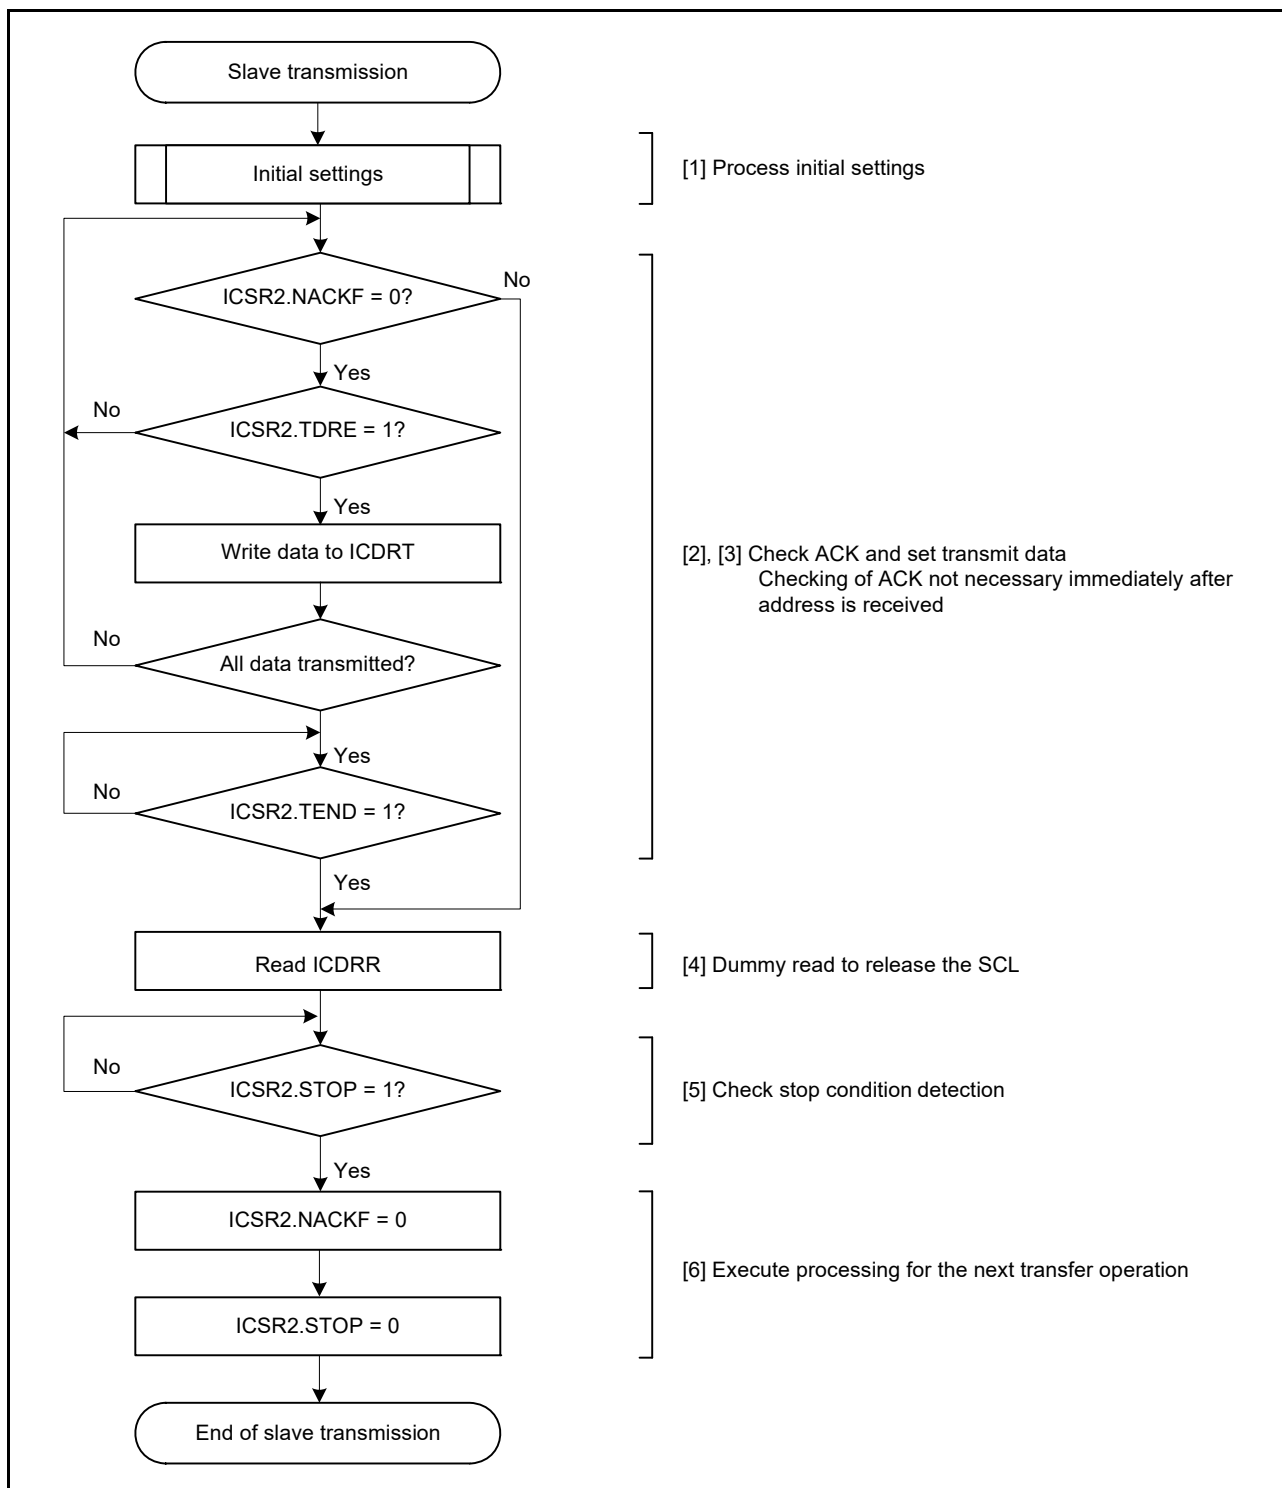 Slave transmission
Initial settings
[1] Process initial settings
ICSR2.NACKF = 0?
No
Yes
ICSR2.TDRE = 1?
No
Yes
Write data to ICDRT
[2], [3] Check ACK and set transmit data
Checking of ACK not necessary immediately after
address is received
All data transmitted?
No
Yes
ICSR2.TEND = 1?
No
Yes
Read ICDRR
[4] Dummy read to release the SCL
ICSR2.STOP = 1?
No
[5] Check stop condition detection
Yes
ICSR2.NACKF = 0
[6] Execute processing for the next transfer operation
ICSR2.STOP = 0
End of slave transmission